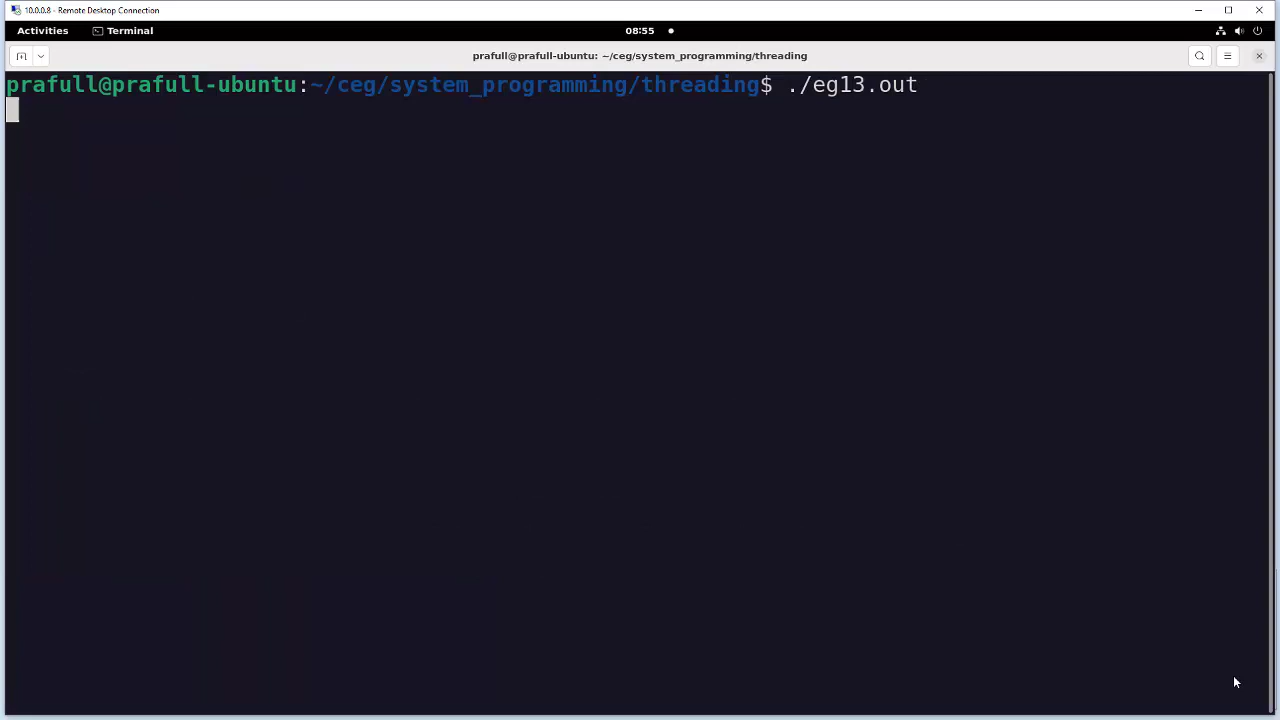 10.0.0.8 - Remote Desktop Connection
Activities Terminal 08:55
prafull@prafull-ubuntu: ~/ceg/system_programming/threading
prafull@prafull-ubuntu:~/ceg/system_programming/threading$ ./eg13.out